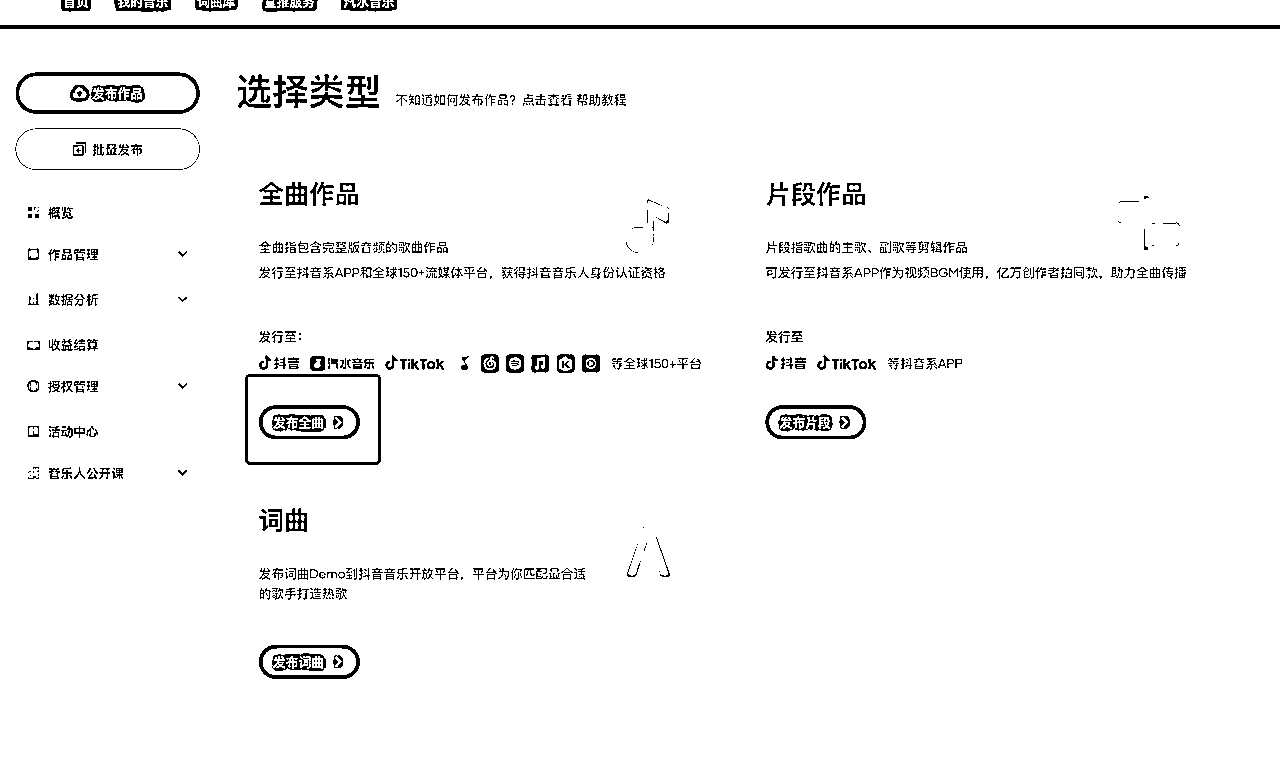 首页 我的音乐 词曲库 宣推服务 汽水音乐
发布作品
批量发布
概览
作品管理
数据分析
收益结算
授权管理
活动中心
音乐人公开课
选择类型 不知道如何发布作品？点击查看 帮助教程
全曲作品
全曲指包含完整版音频的歌曲作品
发行至抖音系APP和全球150+流媒体平台，获得抖音音乐人身份认证资格
发行至：
抖音 汽水音乐 TikTok 等全球150+平台
发布全曲
片段作品
片段指歌曲的主歌、副歌等剪辑作品
可发行至抖音系APP作为视频BGM使用，亿万创作者拍同款，助力全曲传播
发行至
抖音 TikTok 等抖音系APP
发布片段
词曲
发布词曲Demo到抖音音乐开放平台，平台为你匹配最合适
的歌手打造热歌
发布词曲